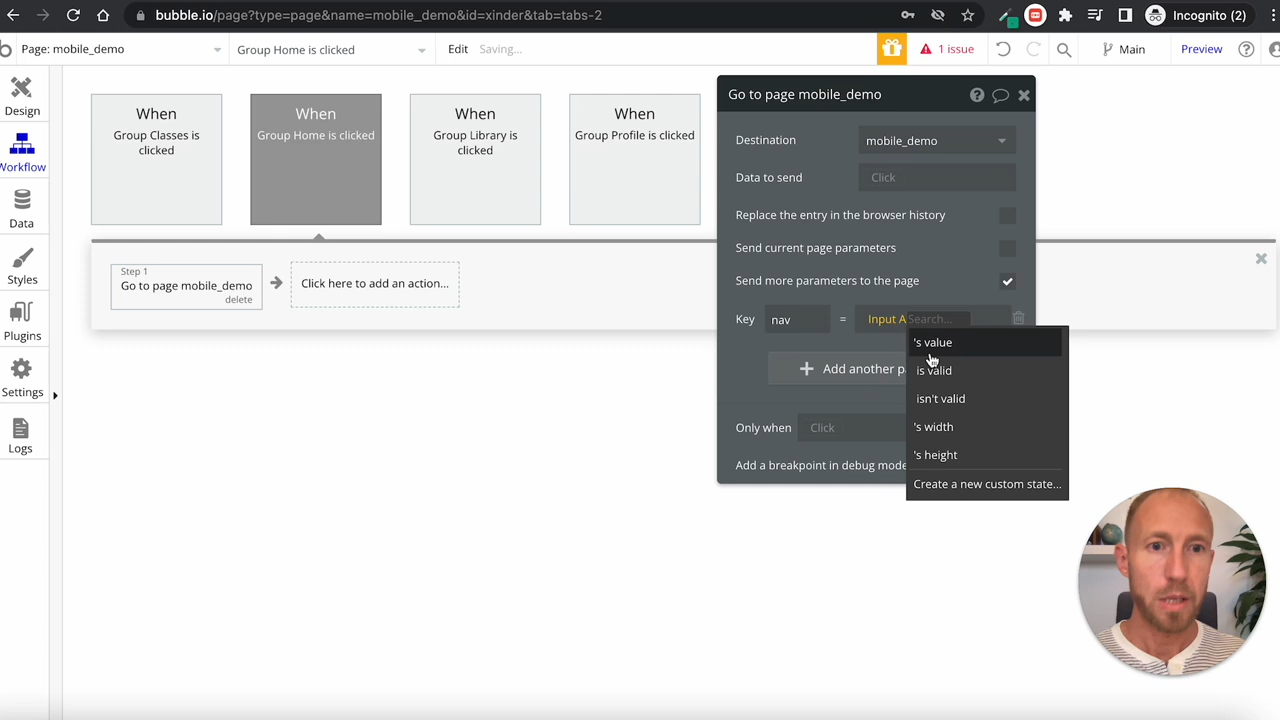 bubble.io/page?type=page&name=mobile_demo&id=xinder&tab=tabs-2
Incognito (2)
Page: mobile_demo
Group Home is clicked
Edit
Saving...
1 issue
Main
Preview
Design
Workflow
Data
Styles
Plugins
Settings
Logs
When
Group Classes is
clicked
When
Group Home is clicked
When
Group Library is
clicked
When
Group Profile is clicked
Step 1
Go to page mobile_demo
delete
Click here to add an action...
Go to page mobile_demo
Destination
mobile_demo
Data to send
Click
Replace the entry in the browser history
Send current page parameters
Send more parameters to the page
Key
nav
=
Input A
Search...
Add another pa
Only when
Click
Add a breakpoint in debug mode
's value
is valid
isn't valid
's width
's height
Create a new custom state...